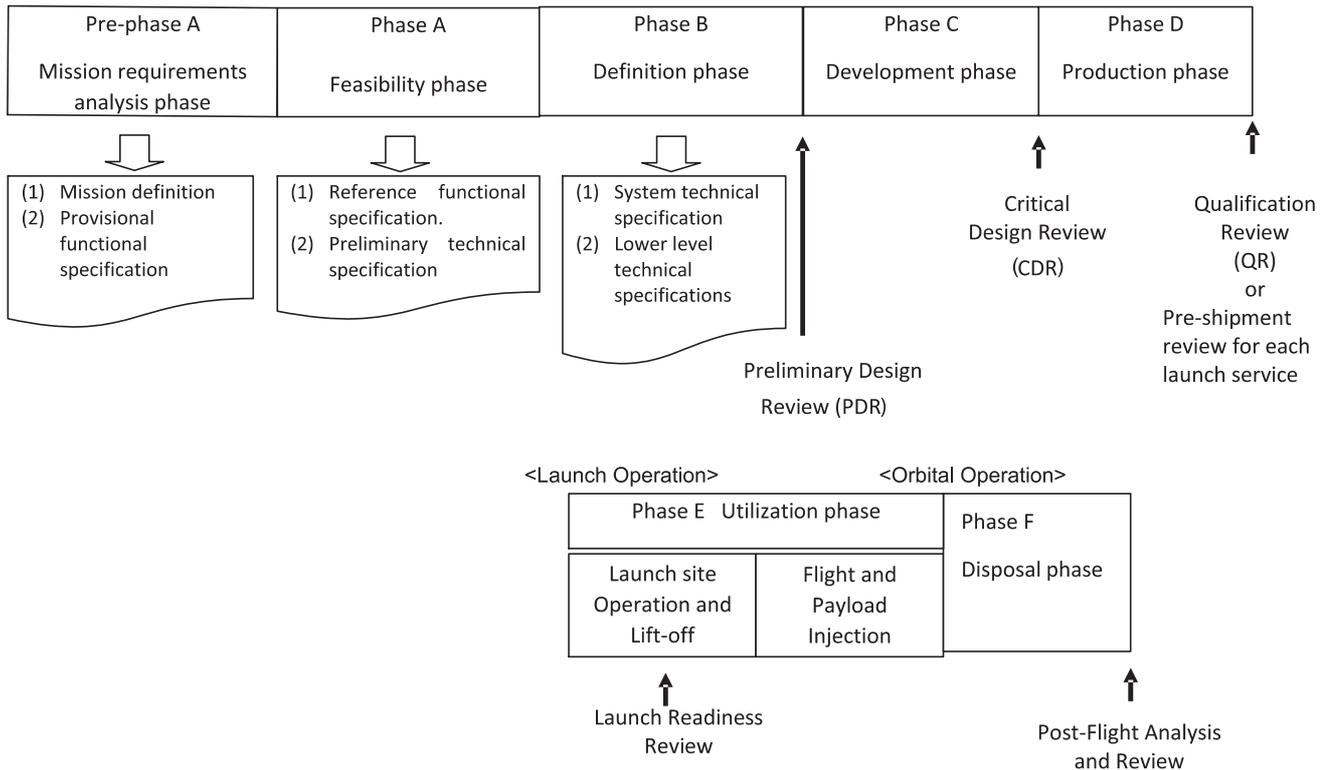 Pre-phase A
Mission requirements
analysis phase
Phase A
Feasibility phase
Phase B
Definition phase
Phase C
Development phase
Phase D
Production phase
(1) Mission definition
(2) Provisional
functional
specification
(1) Reference functional
specification.
(2) Preliminary technical
specification
(1) System technical
specification
(2) Lower level
technical
specifications
Preliminary Design
Review (PDR)
Critical
Design Review
(CDR)
Qualification
Review
(QR)
or
Pre-shipment
review for each
launch service
<Launch Operation>
<Orbital Operation>
Phase E Utilization phase
Launch site
Operation and
Lift-off
Flight and
Payload
Injection
Phase F
Disposal phase
Launch Readiness
Review
Post-Flight Analysis
and Review